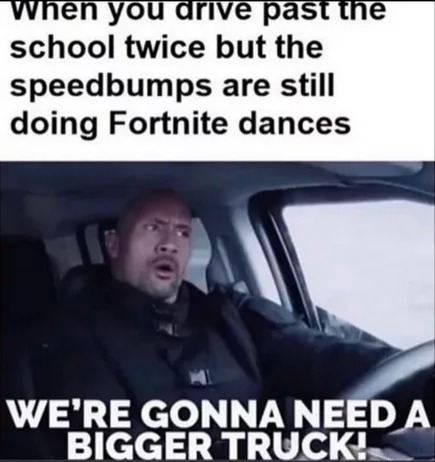 When you drive past the
school twice but the
speedbumps are still
doing Fortnite dances
WE'RE GONNA NEED A
BIGGER TRUCK!